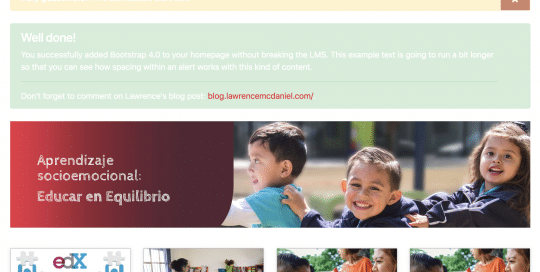 Well done!
You successfully added Bootstrap 4.0 to your homepage without breaking the LMS. This example text is going to run a bit longer
so that you can see how spacing within an alert works with this kind of content.
Don't forget to comment on Lawrence's blog post: blog.lawrencemcdaniel.com/
Aprendizaje
socioemocional:
Educar en Equilibrio
edX